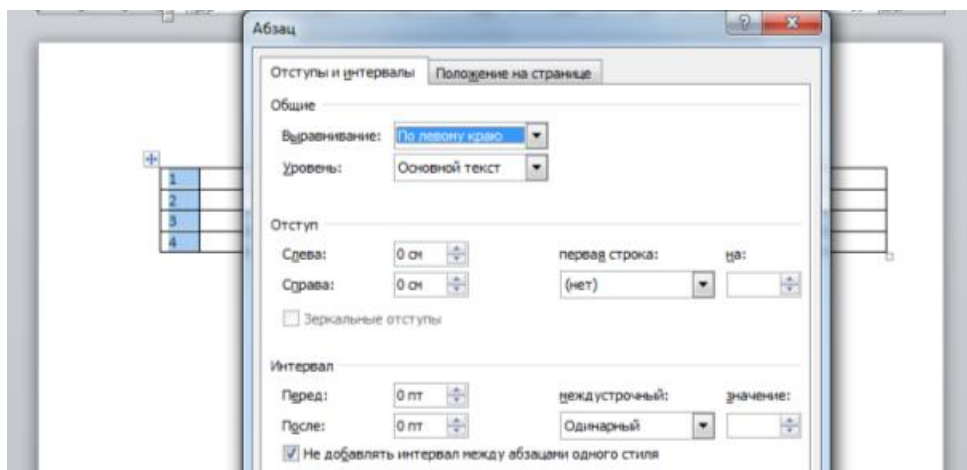 Абзац
Отступы и интервалы Положение на странице
Общие
Выравнивание: По левому краю
Уровень: Основной текст
1
2
3
4
Отступ
Слева: 0 см первая строка: на:
Справа: 0 см (нет)
Зеркальные отступы
Интервал
Перед: 0 пт междустрочный: значение:
После: 0 пт Одинарный
Не добавлять интервал между абзацами одного стиля